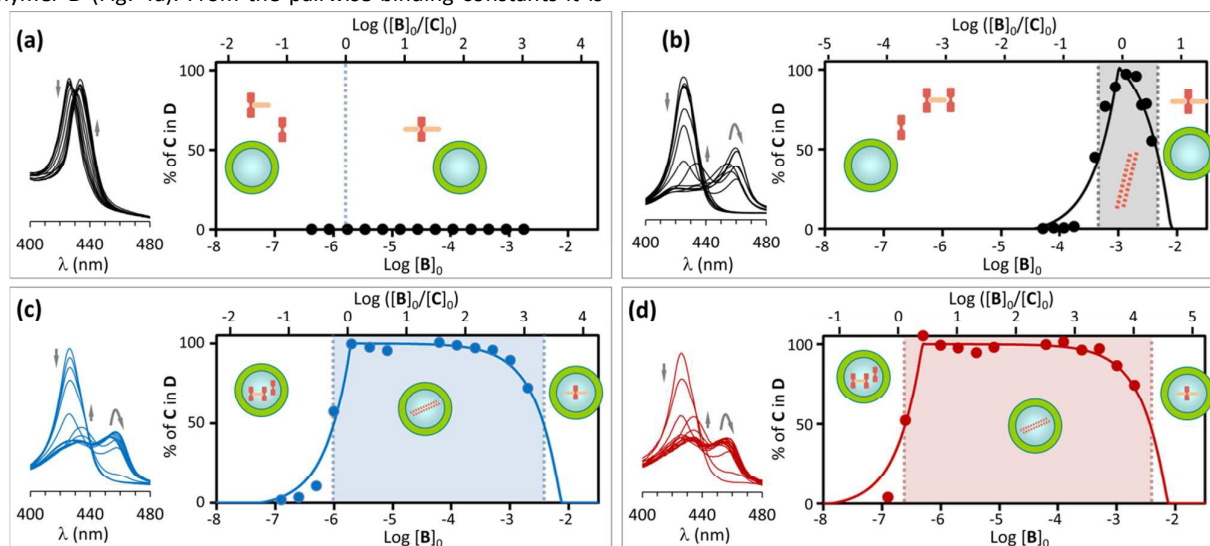 ymer D (Fig. 4d). From the pairwise binding constants it is
(a)
Log ([B]₀/[C]₀)
-2 -1 0 1 2 3 4
% of C in D
100
50
0
400 440 480
λ (nm)
-8 -7 -6 -5 -4 -3 -2
Log [B]₀
(b)
Log ([B]₀/[C]₀)
-5 -4 -3 -2 -1 0 1
% of C in D
100
50
0
400 440 480
λ (nm)
-8 -7 -6 -5 -4 -3 -2
Log [B]₀
(c)
Log ([B]₀/[C]₀)
-2 -1 0 1 2 3 4
% of C in D
100
50
0
400 440 480
λ (nm)
-8 -7 -6 -5 -4 -3 -2
Log [B]₀
(d)
Log ([B]₀/[C]₀)
-1 0 1 2 3 4 5
% of C in D
100
50
0
400 440 480
λ (nm)
-8 -7 -6 -5 -4 -3 -2
Log [B]₀